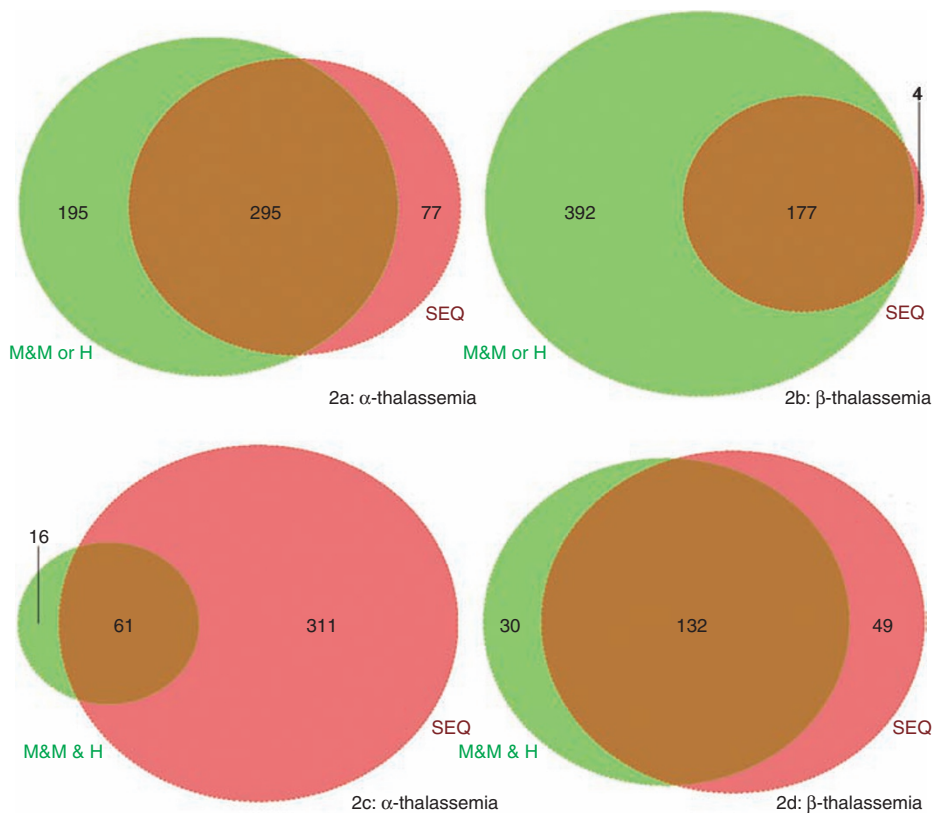 195
295
77
SEQ
M&M or H
2a: α-thalassemia
4
392
177
SEQ
M&M or H
2b: β-thalassemia
16
61
311
SEQ
M&M & H
2c: α-thalassemia
30
132
49
SEQ
M&M & H
2d: β-thalassemia